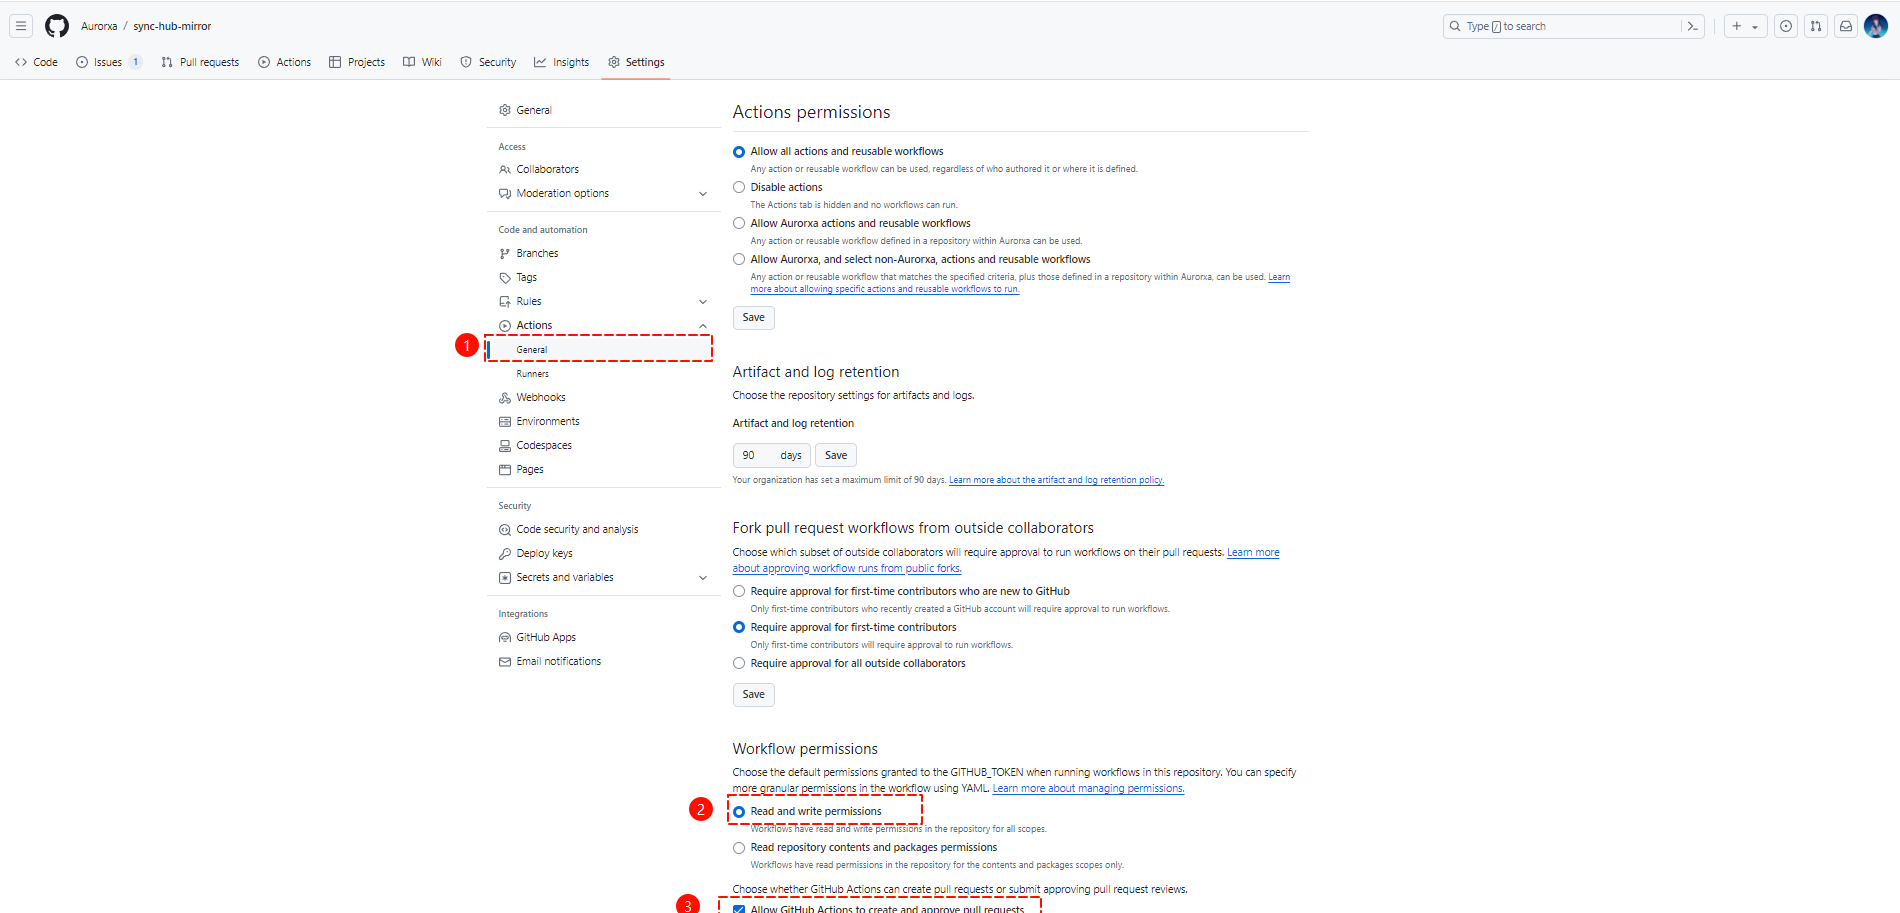 Aurorxa / sync-hub-mirror
Type / to search
Code
Issues 1
Pull requests
Actions
Projects
Wiki
Security
Insights
Settings
General
Access
Collaborators
Moderation options
Code and automation
Branches
Tags
Rules
Actions
1
General
Runners
Webhooks
Environments
Codespaces
Pages
Security
Code security and analysis
Deploy keys
Secrets and variables
Integrations
GitHub Apps
Email notifications
Actions permissions
Allow all actions and reusable workflows
Any action or reusable workflow can be used, regardless of who authored it or where it is defined.
Disable actions
The Actions tab is hidden and no workflows can run.
Allow Aurorxa actions and reusable workflows
Any action or reusable workflow defined in a repository within Aurorxa can be used.
Allow Aurorxa, and select non-Aurorxa, actions and reusable workflows
Any action or reusable workflow that matches the specified criteria, plus those defined in a repository within Aurorxa, can be used. Learn
more about allowing specific actions and reusable workflows to run.
Save
Artifact and log retention
Choose the repository settings for artifacts and logs.
Artifact and log retention
90 days Save
Your organization has set a maximum limit of 90 days. Learn more about the artifact and log retention policy.
Fork pull request workflows from outside collaborators
Choose which subset of outside collaborators will require approval to run workflows on their pull requests. Learn more
about approving workflow runs from public forks.
Require approval for first-time contributors who are new to GitHub
Only first-time contributors who recently created a GitHub account will require approval to run workflows.
Require approval for first-time contributors
Only first-time contributors will require approval to run workflows.
Require approval for all outside collaborators
Save
Workflow permissions
Choose the default permissions granted to the GITHUB_TOKEN when running workflows in this repository. You can specify
more granular permissions in the workflow using YAML. Learn more about managing permissions.
2
Read and write permissions
Workflows have read and write permissions in the repository for all scopes.
Read repository contents and packages permissions
Workflows have read permissions in the repository for the contents and packages scopes only.
Choose whether GitHub Actions can create pull requests or submit approving pull request reviews.
3
Allow GitHub Actions to create and approve pull requests